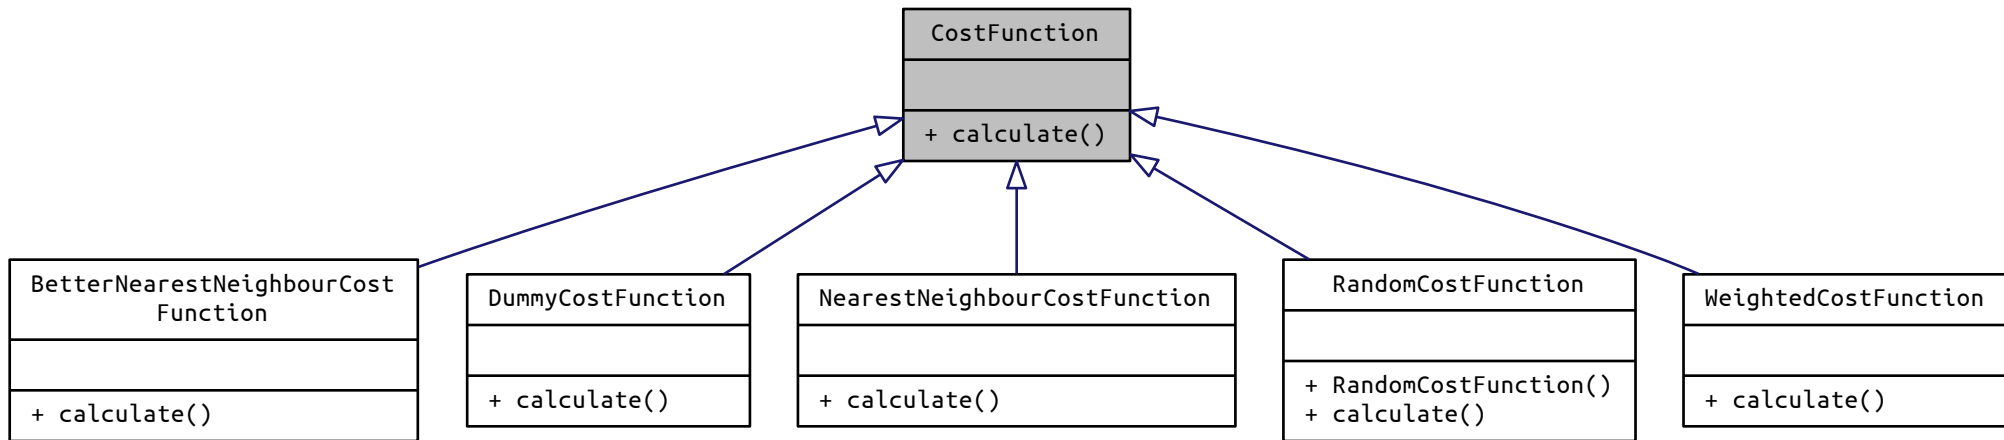 CostFunction
+ calculate()
BetterNearestNeighbourCost
Function
+ calculate()
DummyCostFunction
+ calculate()
NearestNeighbourCostFunction
+ calculate()
RandomCostFunction
+ RandomCostFunction()
+ calculate()
WeightedCostFunction
+ calculate()